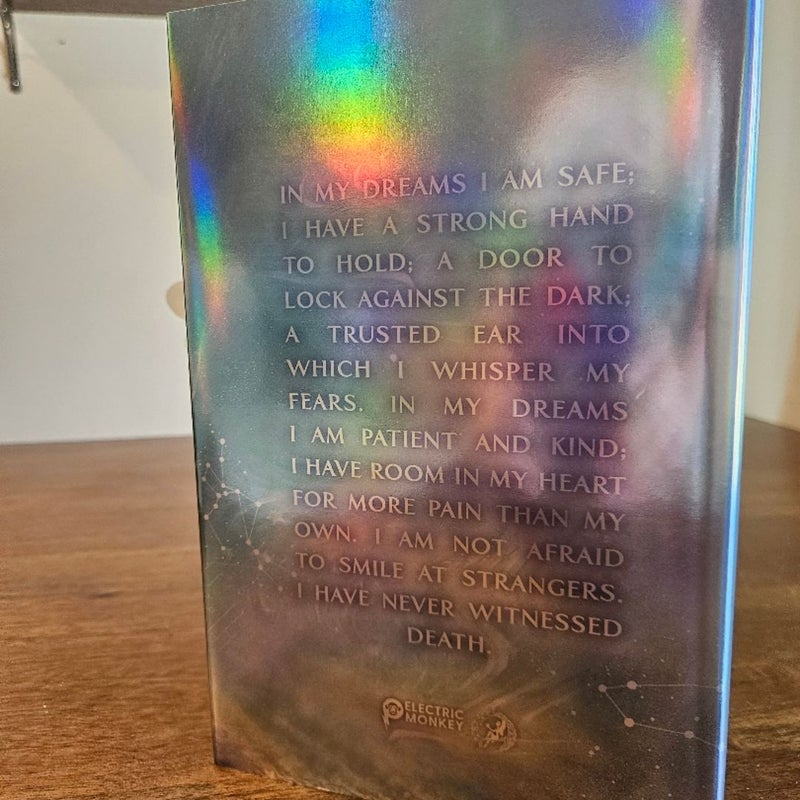 IN MY DREAMS I AM SAFE;
I HAVE A STRONG HAND
TO HOLD; A DOOR TO
LOCK AGAINST THE DARK;
A TRUSTED EAR INTO
WHICH I WHISPER MY
FEARS. IN MY DREAMS
I AM PATIENT AND KIND;
I HAVE ROOM IN MY HEART
FOR MORE PAIN THAN MY
OWN. I AM NOT AFRAID
TO SMILE AT STRANGERS.
I HAVE NEVER WITNESSED
DEATH.
ELECTRIC
MONKEY